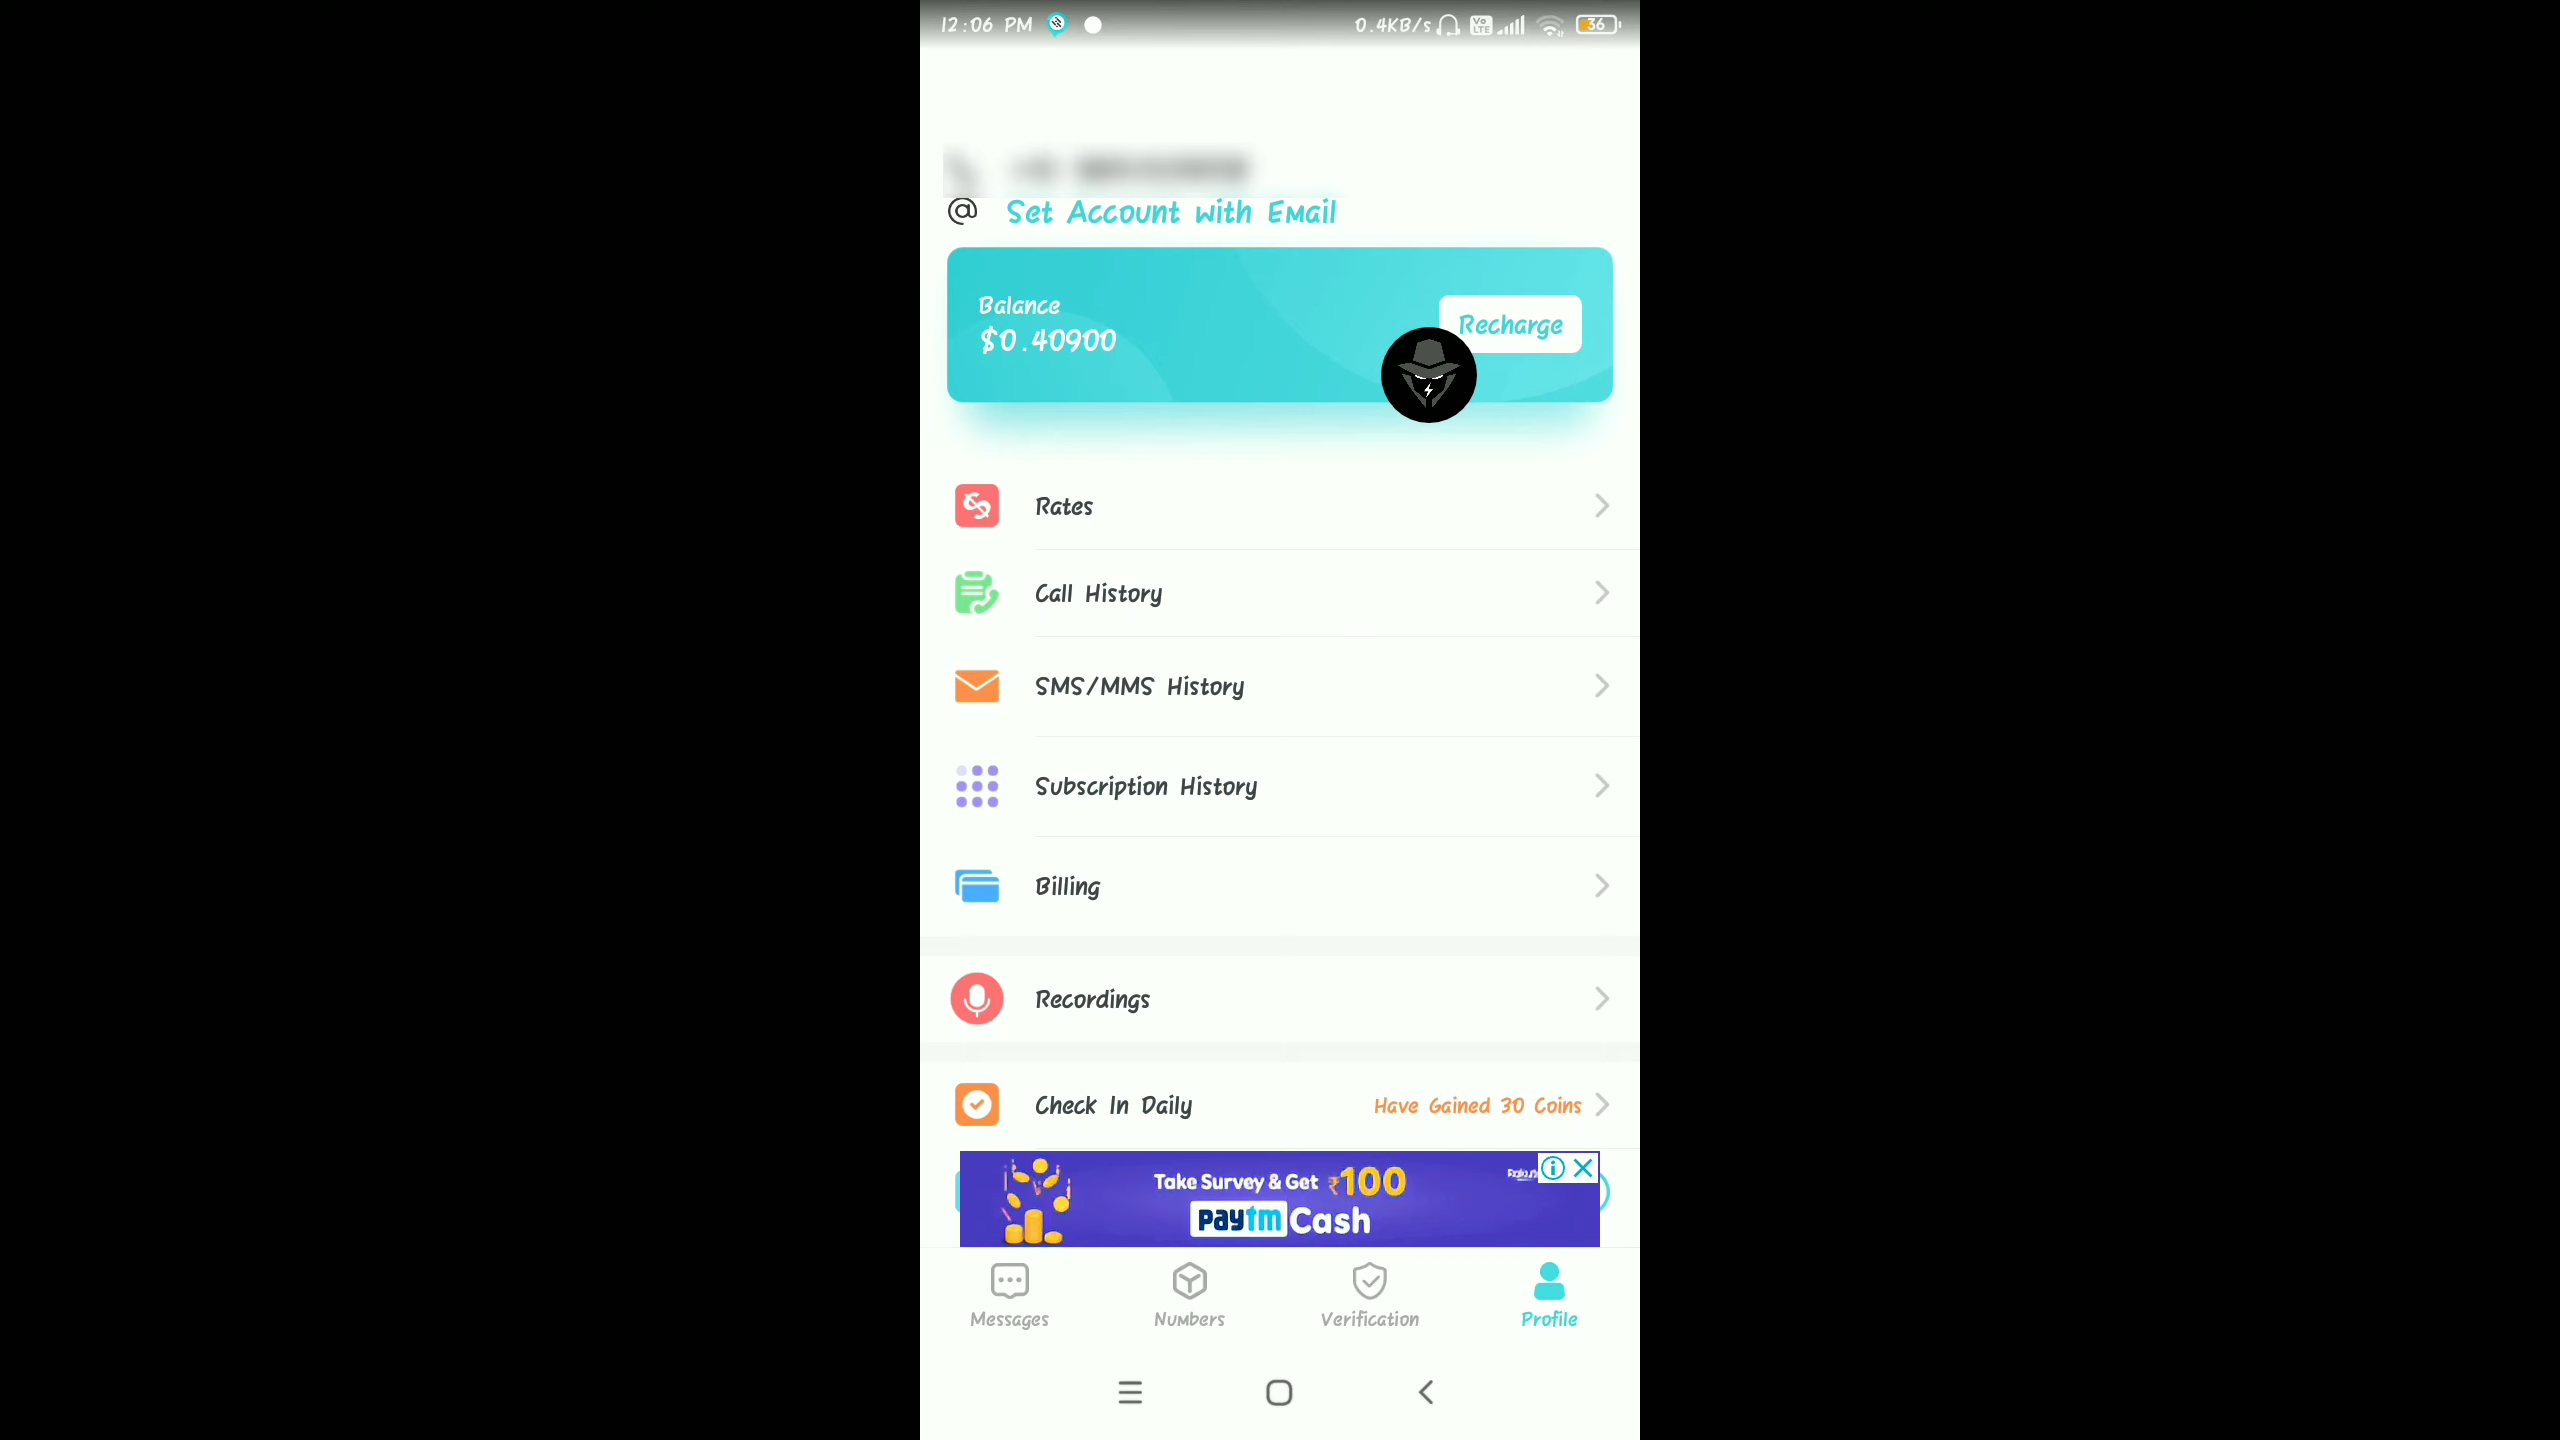 12:06 PM
0.4KB/s
Vo
LTE
36
@ Set Account with Email
Balance
$0.40900
Recharge
Rates
Call History
SMS/MMS History
Subscription History
Billing
Recordings
Check In Daily
Have Gained 30 Coins
Take Survey & Get ₹100
paytm Cash
Messages
Numbers
Verification
Profile